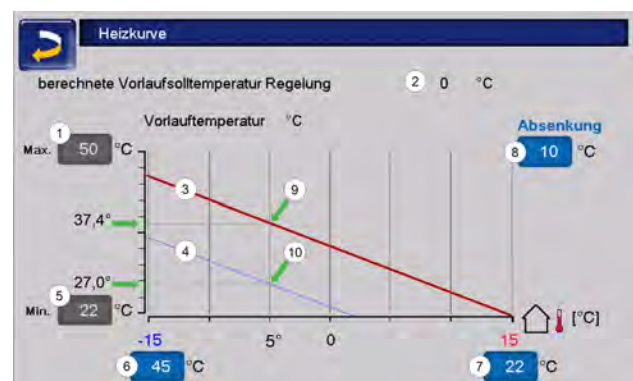 Heizkurve
berechnete Vorlaufsolltemperatur Regelung 2 0 °C
Vorlauftemperatur °C
Absenkung
1
Max. 50 °C
8 10 °C
3
9
37,4°
4
10
27,0°
5
Min. 22 °C
[°C]
-15 5° 0 15
6 45 °C
7 22 °C